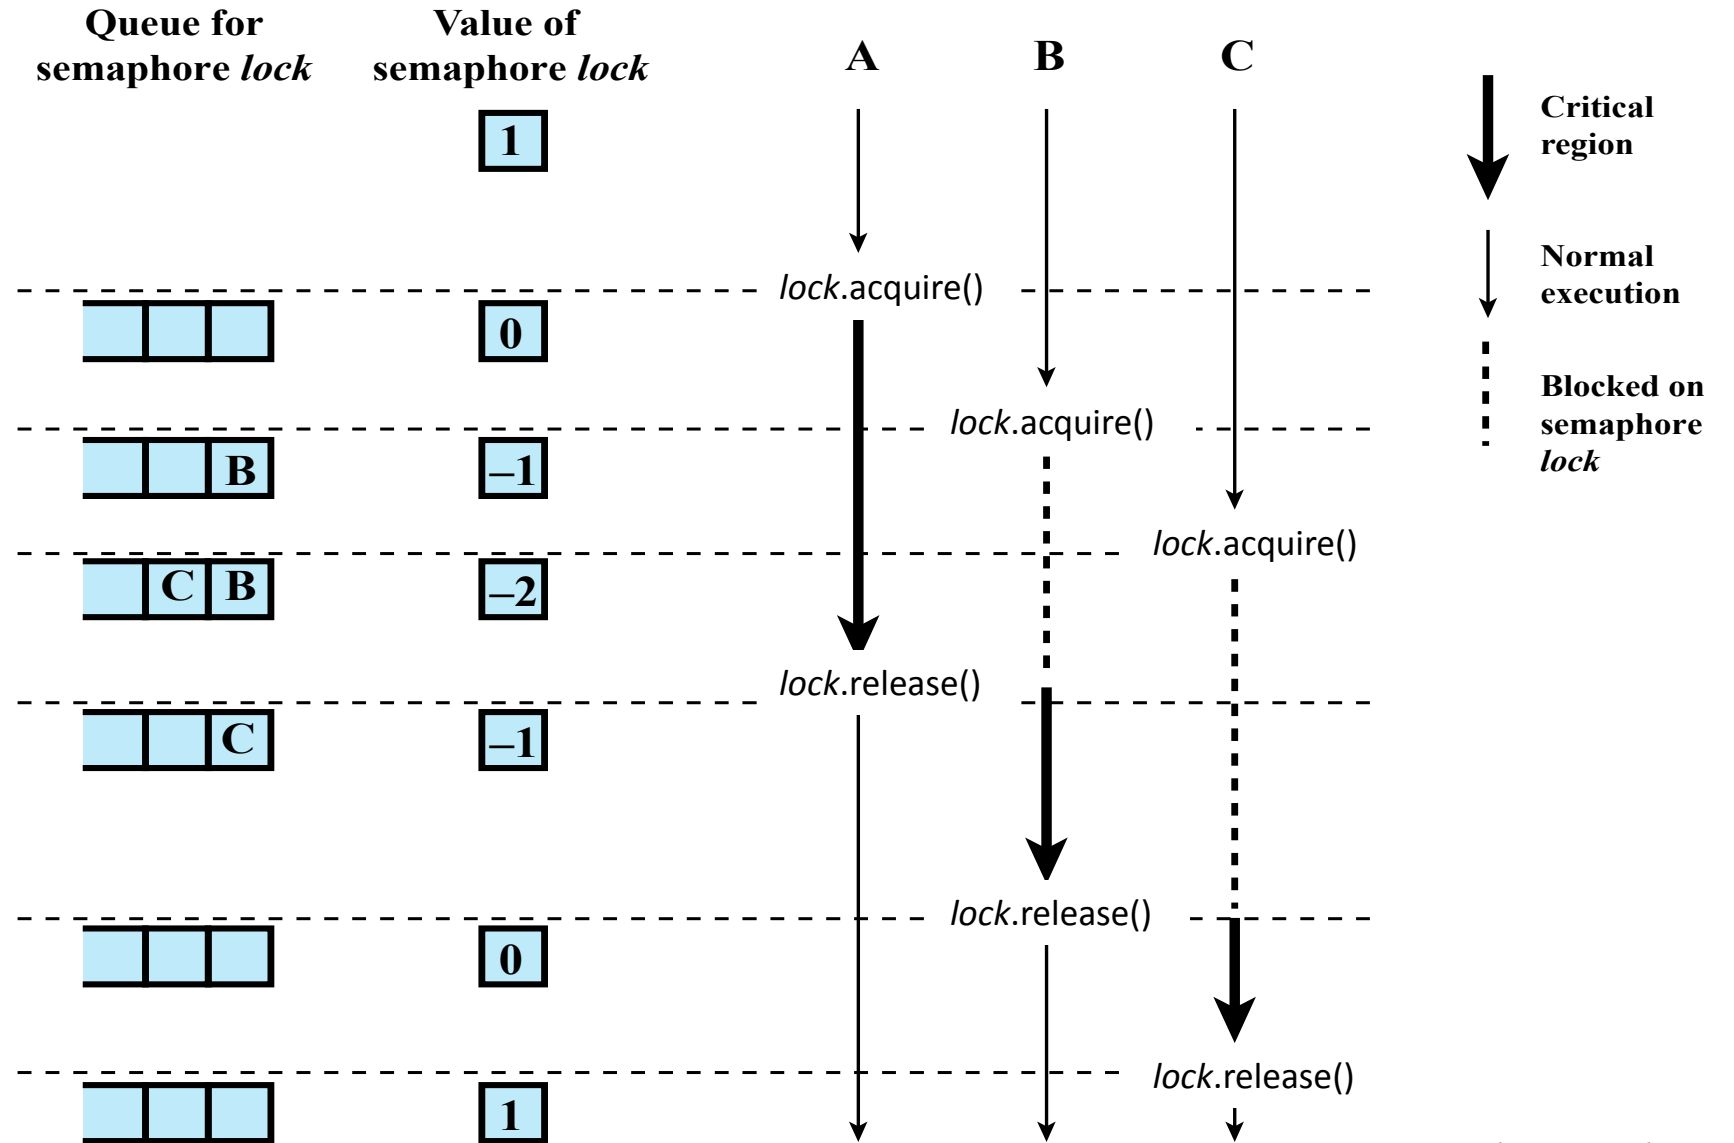 Queue for
semaphore lock
Value of
semaphore lock
A
B
C
1
Critical
region
Normal
execution
lock.acquire()
0
Blocked on
semaphore
lock
lock.acquire()
B
–1
lock.acquire()
C B
–2
lock.release()
C
–1
lock.release()
0
lock.release()
1